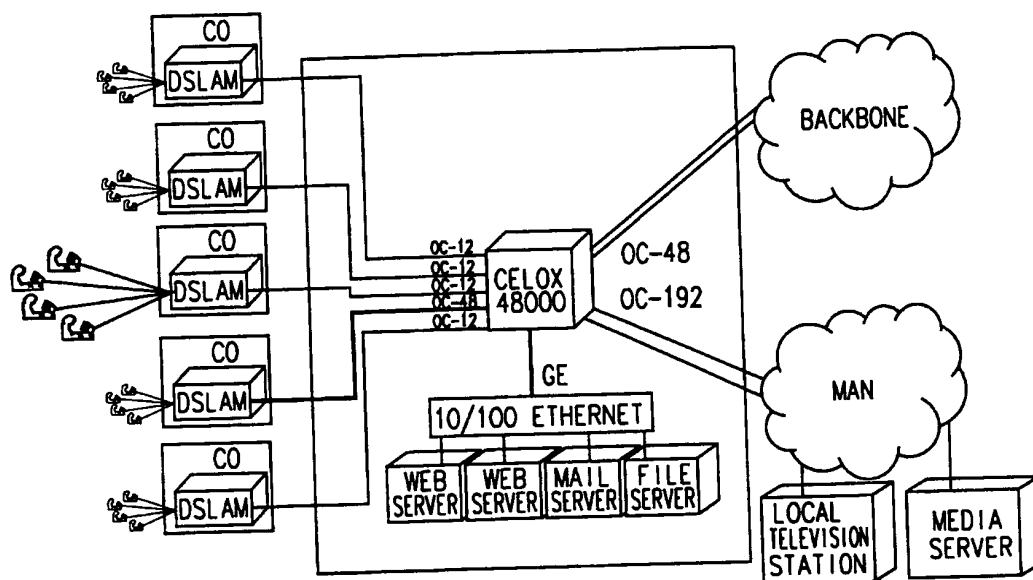 CO
DSLAM
CO
DSLAM
CO
DSLAM
CO
DSLAM
CO
DSLAM
OC-12
OC-12
OC-12
OC-48
OC-12
CELOX
48000
OC-48
OC-192
BACKBONE
MAN
GE
10/100 ETHERNET
WEB
SERVER
WEB
SERVER
MAIL
SERVER
FILE
SERVER
LOCAL
TELEVISION
STATION
MEDIA
SERVER